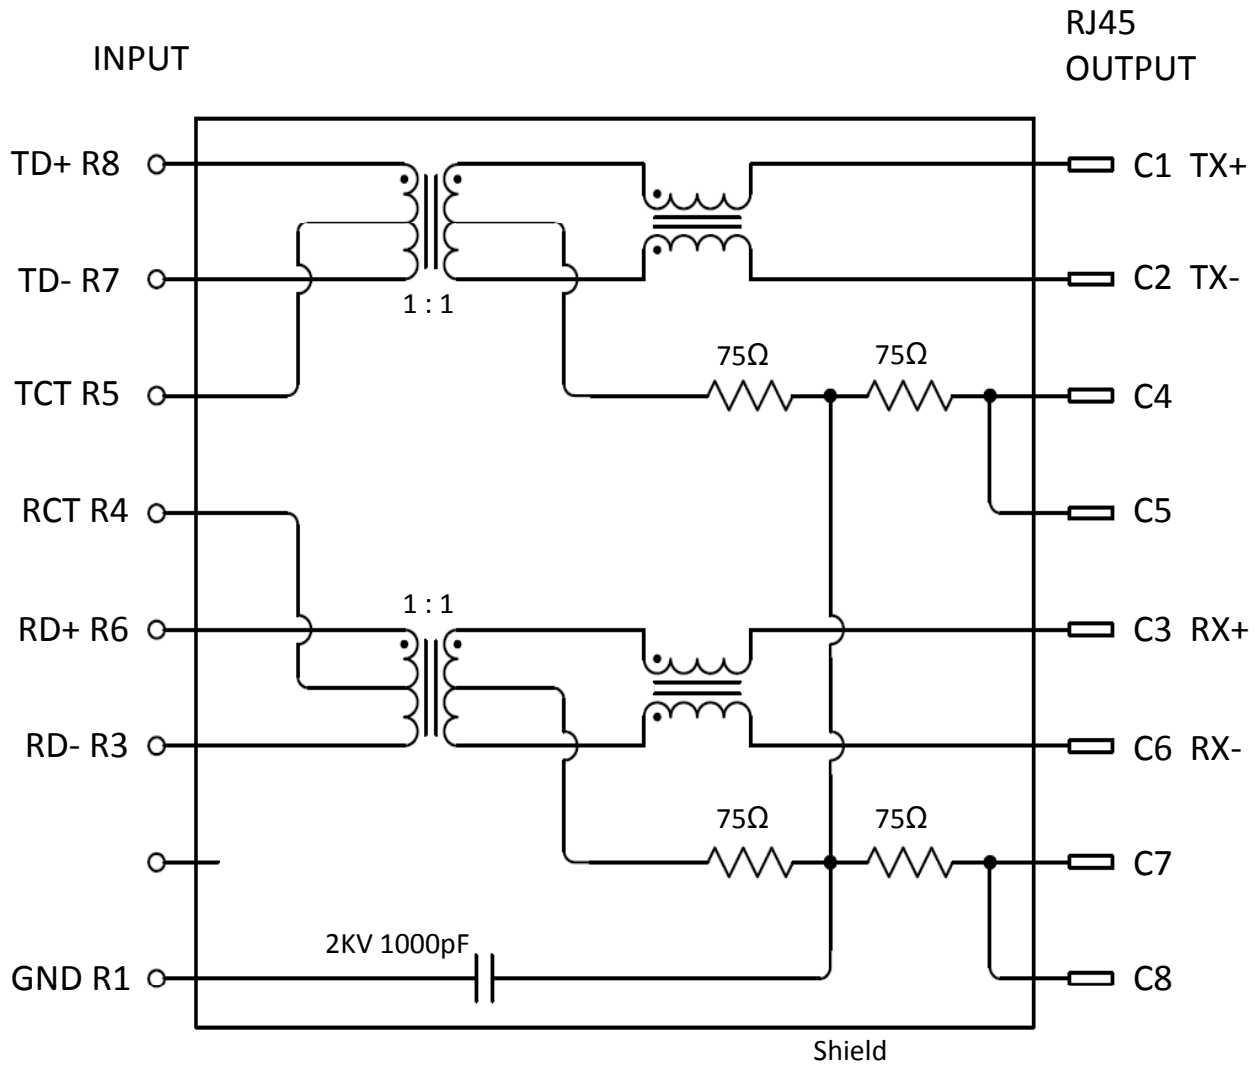 INPUT
RJ45
OUTPUT
TD+ R8
C1 TX+
TD- R7
C2 TX-
1 : 1
75Ω
75Ω
TCT R5
C4
RCT R4
C5
1 : 1
RD+ R6
C3 RX+
RD- R3
C6 RX-
75Ω
75Ω
C7
2KV 1000pF
GND R1
C8
Shield